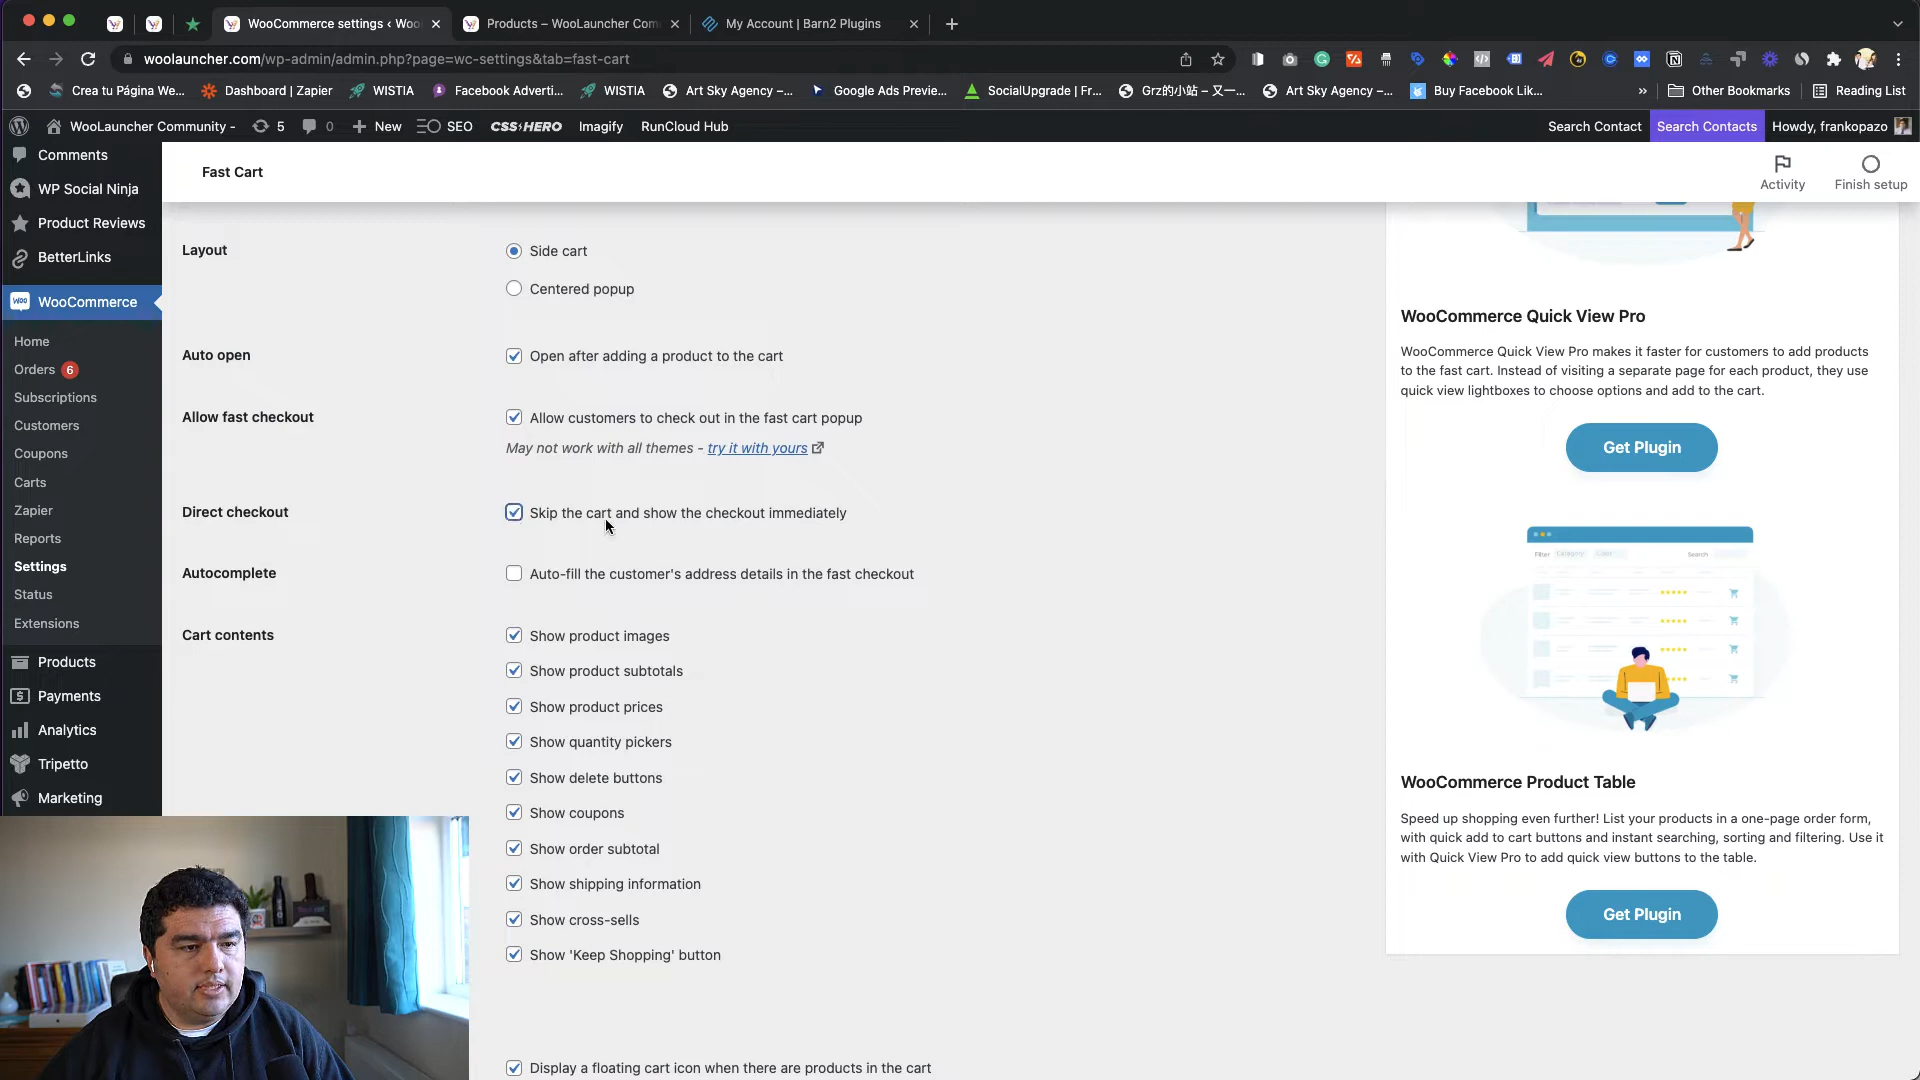 WooCommerce settings ‹ Woo
Products – WooLauncher Com
My Account | Barn2 Plugins
woolauncher.com/wp-admin/admin.php?page=wc-settings&tab=fast-cart
Crea tu Página We...
Dashboard | Zapier
WISTIA
Facebook Adverti...
WISTIA
Art Sky Agency –...
Google Ads Previe...
SocialUpgrade | Fr...
Grz的小站 – 又一...
Art Sky Agency –...
Buy Facebook Lik...
»
Other Bookmarks
Reading List
WooLauncher Community -
5
0
New
SEO
CSS HERO
Imagify
RunCloud Hub
Search Contact
Search Contacts
Howdy, frankopazo
Comments
WP Social Ninja
Product Reviews
BetterLinks
WooCommerce
Home
Orders 6
Subscriptions
Customers
Coupons
Carts
Zapier
Reports
Settings
Status
Extensions
Products
Payments
Analytics
Tripetto
Marketing
Fast Cart
Activity
Finish setup
Layout
Side cart
Centered popup
Auto open
Open after adding a product to the cart
Allow fast checkout
Allow customers to check out in the fast cart popup
May not work with all themes - try it with yours
Direct checkout
Skip the cart and show the checkout immediately
Autocomplete
Auto-fill the customer's address details in the fast checkout
Cart contents
Show product images
Show product subtotals
Show product prices
Show quantity pickers
Show delete buttons
Show coupons
Show order subtotal
Show shipping information
Show cross-sells
Show 'Keep Shopping' button
Display a floating cart icon when there are products in the cart
WooCommerce Quick View Pro
WooCommerce Quick View Pro makes it faster for customers to add products
to the fast cart. Instead of visiting a separate page for each product, they use
quick view lightboxes to choose options and add to the cart.
Get Plugin
Filter
Category
Search
WooCommerce Product Table
Speed up shopping even further! List your products in a one-page order form,
with quick add to cart buttons and instant searching, sorting and filtering. Use it
with Quick View Pro to add quick view buttons to the table.
Get Plugin